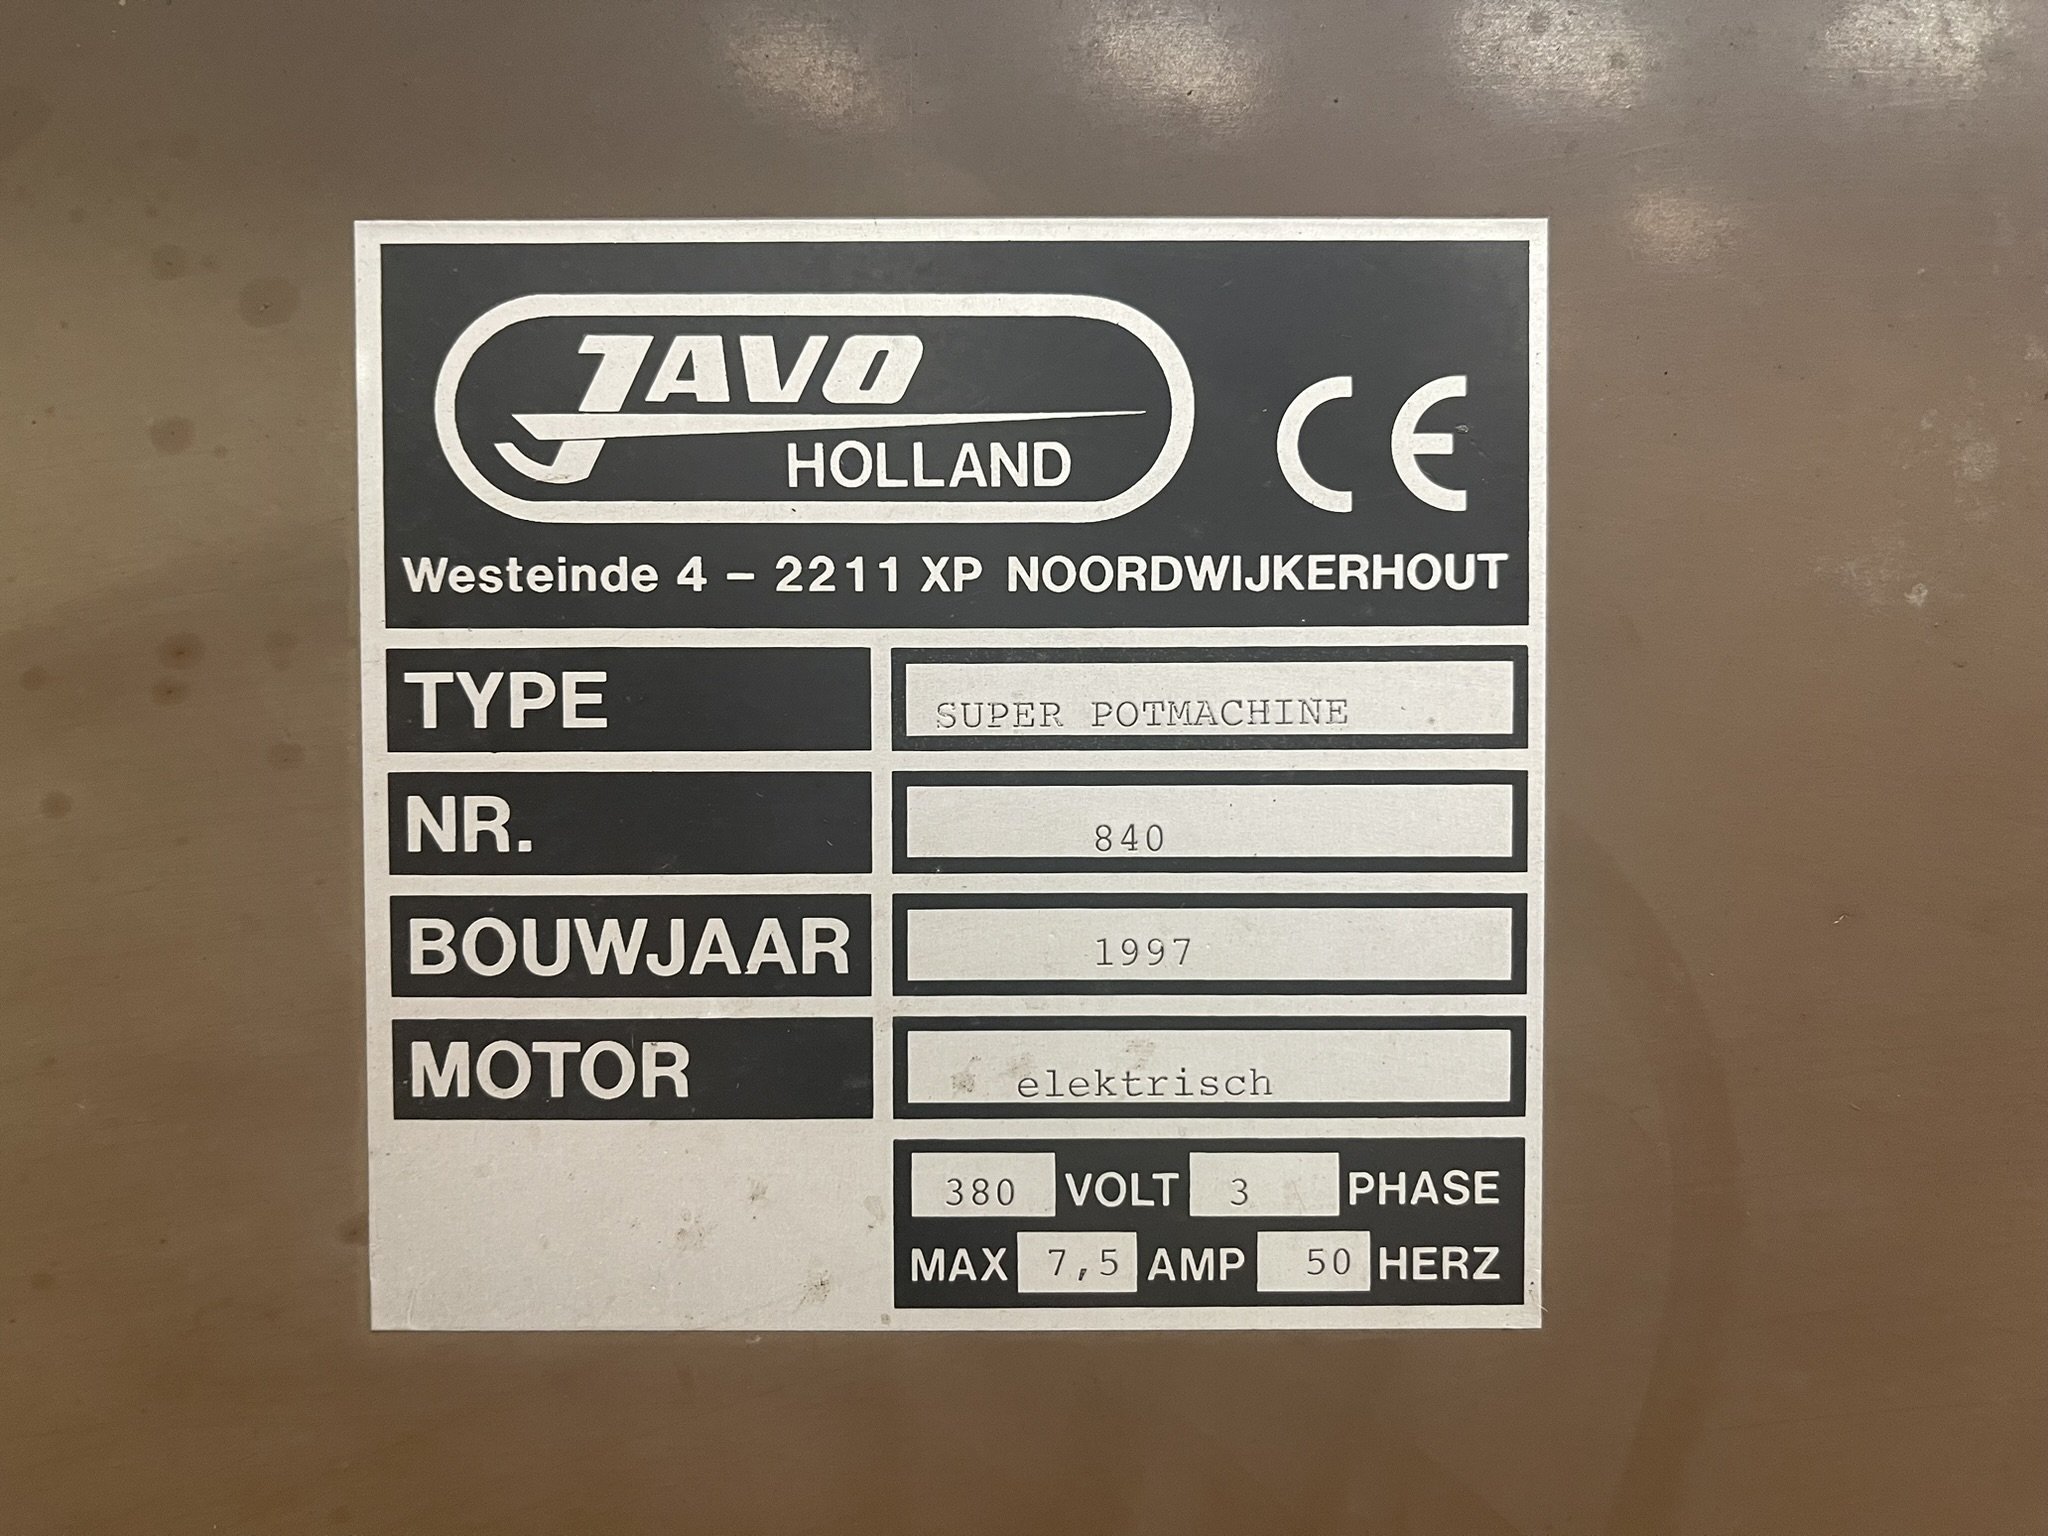 JAVO
HOLLAND
CE
Westeinde 4 – 2211 XP NOORDWIJKERHOUT
TYPE SUPER POTMACHINE
NR. 840
BOUWJAAR 1997
MOTOR elektrisch
380 VOLT 3 PHASE
MAX 7,5 AMP 50 HERZ